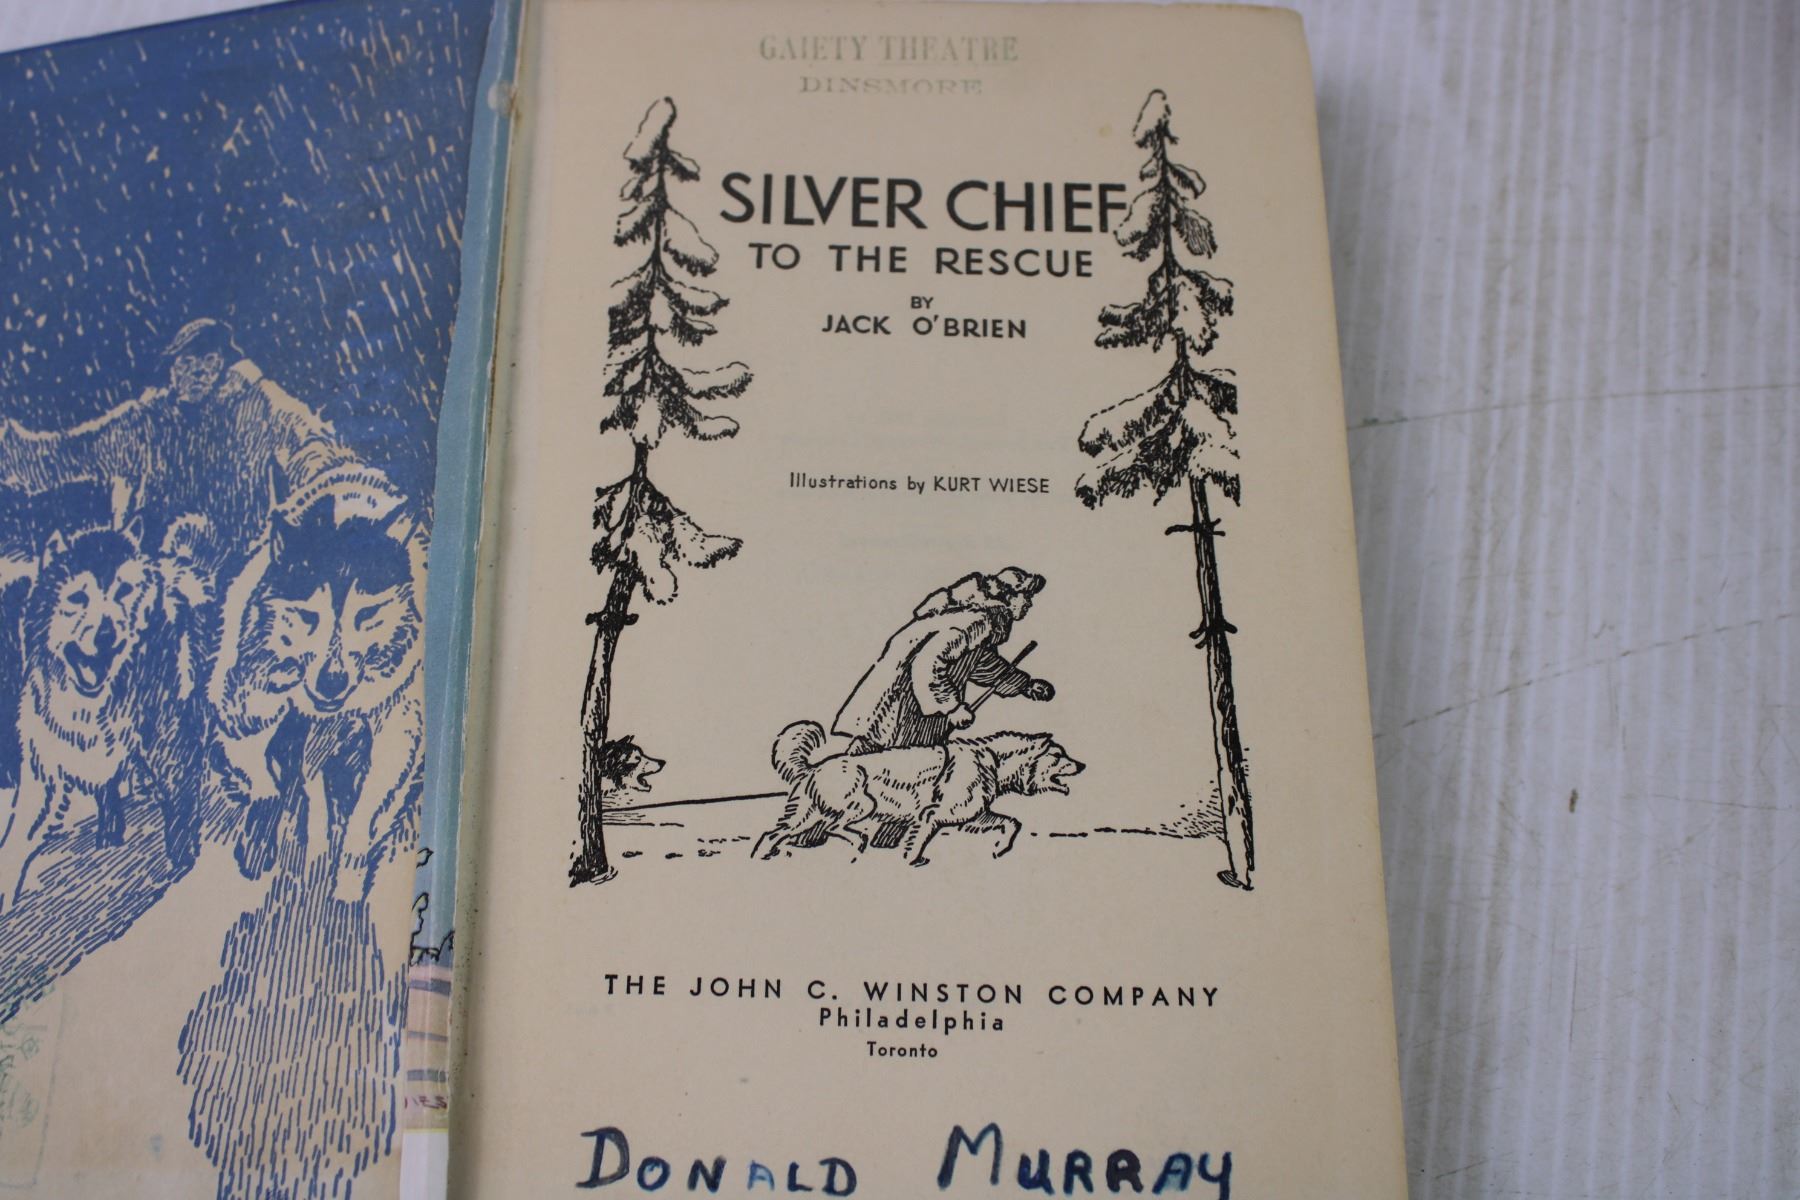 GAIETY THEATRE
DINSMORE
SILVER CHIEF
TO THE RESCUE
BY
JACK O'BRIEN
Illustrations by KURT WIESE
THE JOHN C. WINSTON COMPANY
Philadelphia
Toronto
DONALD MURRAY